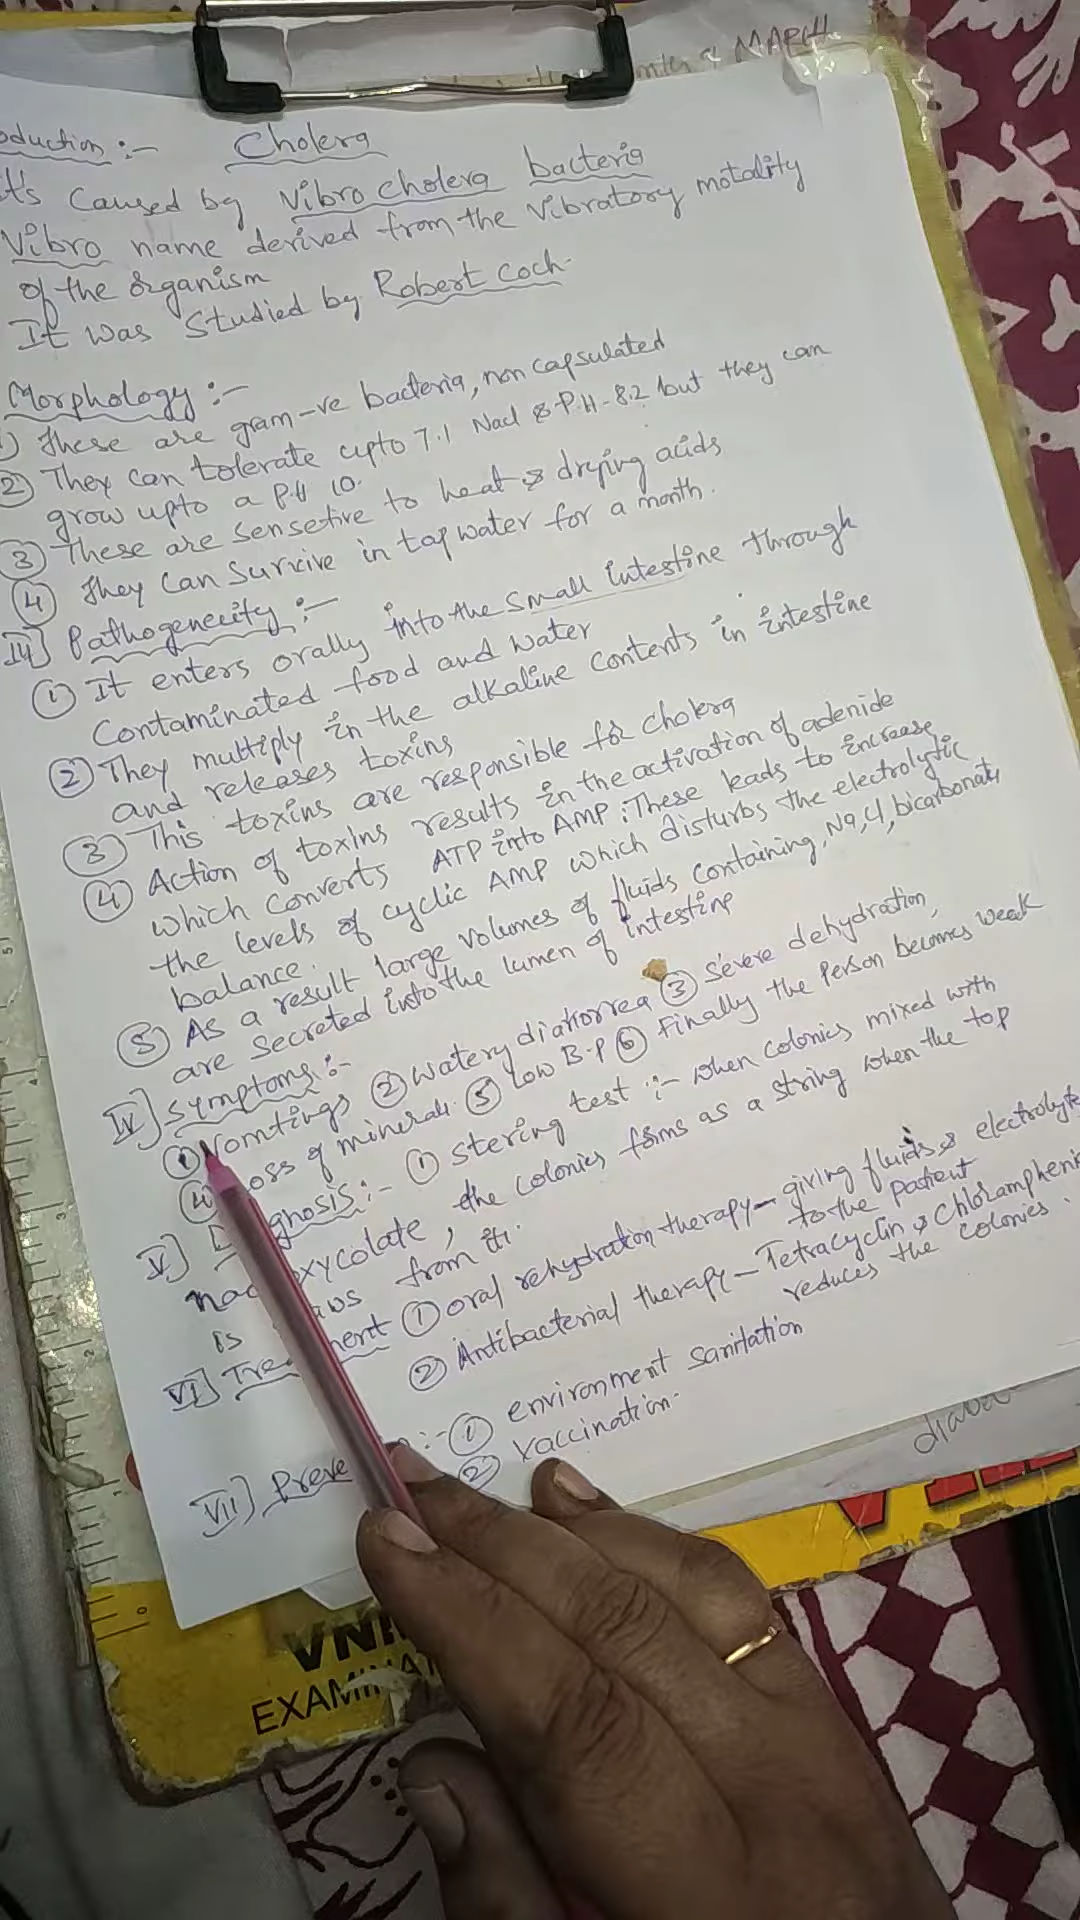 mts & MARCH
oduction :- Cholera
It's caused by Vibro cholera bacteria
Vibro name derived from the vibratory motality
of the organism
It was studied by Robert Coch.
Morphology :-
1) These are gram -ve bacteria, non capsulated
② They can tolerate upto 7.1 Nacl & P.H-8.2 but they can
grow upto a P.H 10.
③ These are sensetive to heat & drying acids
④ They can survive in tap water for a month.
III] Pathogenecity :-
① It enters orally into the small intestine through
contaminated food and water
② They multiply in the alkaline contents in intestine
and releases toxins
③ This toxins are responsible for cholera
④ Action of toxins results in the activation of adenide
which converts ATP into AMP; These leads to increase
the levels of cyclic AMP which disturbs the electrolytic
balance.
⑤ As a result large volumes of fluids containing, Na, Cl, bicarbonats
are secreted into the lumen of intestine
IV] Symptoms :-
① Vomtings ② Watery diahorrea ③ Severe dehydration,
④ loss of minerals ⑤ Low B.P ⑥ Finally the person becomes weak
V] Diagnosis :- ① Stering test :- when colonies mixed with
oxycolate, the colonies forms as a string when the top
is from it.
VI] Treatment ① oral rehydration therapy - giving fluids & electrolyte
to the patient
② Antibacterial therapy - Tetracyclin & Chloramphenic
reduces the colonies.
VII) Preve :- ① environment sanitation
② vaccination.
VN
EXAMINAT